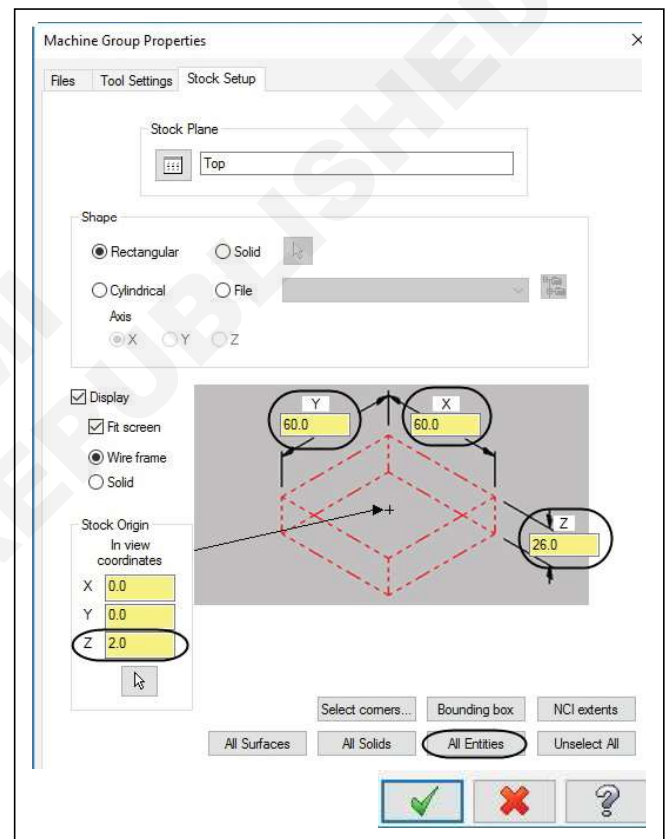 Machine Group Properties
Files Tool Settings Stock Setup
Stock Plane
Top
Shape
Rectangular Solid
Cylindrical File
Axis
X Y Z
Display
Fit screen
Wire frame
Solid
Y X
60.0 60.0
Z
26.0
Stock Origin
In view
coordinates
X 0.0
Y 0.0
Z 2.0
Select corners... Bounding box NCI extents
All Surfaces All Solids All Entities Unselect All
REPUBLISHED